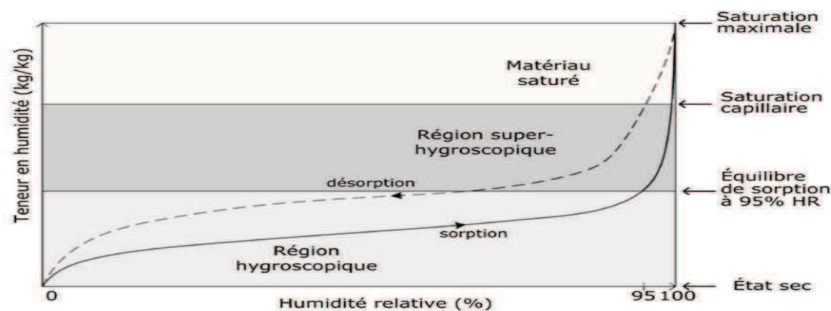 Teneur en humidité (kg/kg)
Matériau
saturé
Région super-
hygroscopique
désorption
sorption
Région
hygroscopique
Saturation
maximale
Saturation
capillaire
Équilibre
de sorption
à 95% HR
État sec
0
95 100
Humidité relative (%)